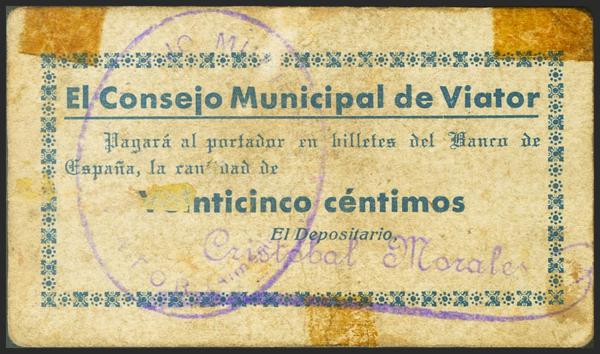 El Consejo Municipal de Viator
Pagará al portador en billetes del Banco de
España, la cantidad de
Veinticinco céntimos
El Depositario,
Cristóbal Morales